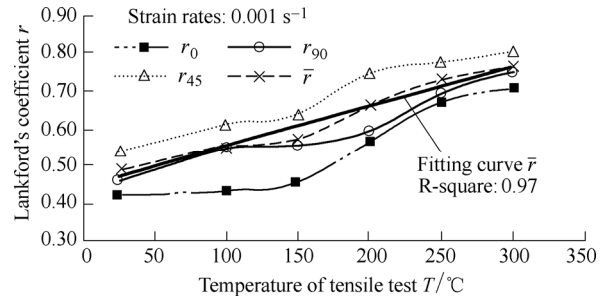 Strain rates: 0.001 s⁻¹
r₀
r₉₀
r₄₅
r̅
Fitting curve r̅
R-square: 0.97
Lankford's coefficient r
0.90
0.80
0.70
0.60
0.50
0.40
0.30
0
50
100
150
200
250
300
350
Temperature of tensile test T/℃